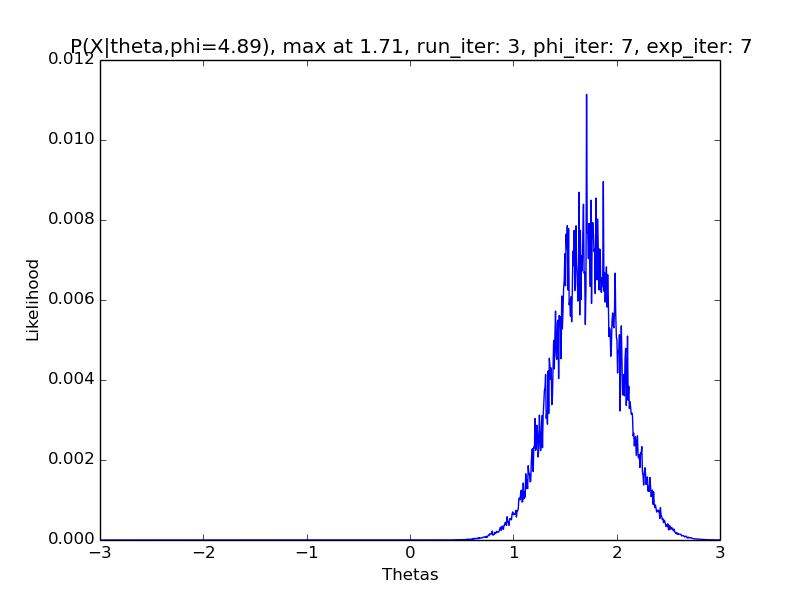 P(X|theta,phi=4.89), max at 1.71, run_iter: 3, phi_iter: 7, exp_iter: 7
0.012
0.010
0.008
0.006
0.004
0.002
0.000
Likelihood
−3 −2 −1 0 1 2 3
Thetas